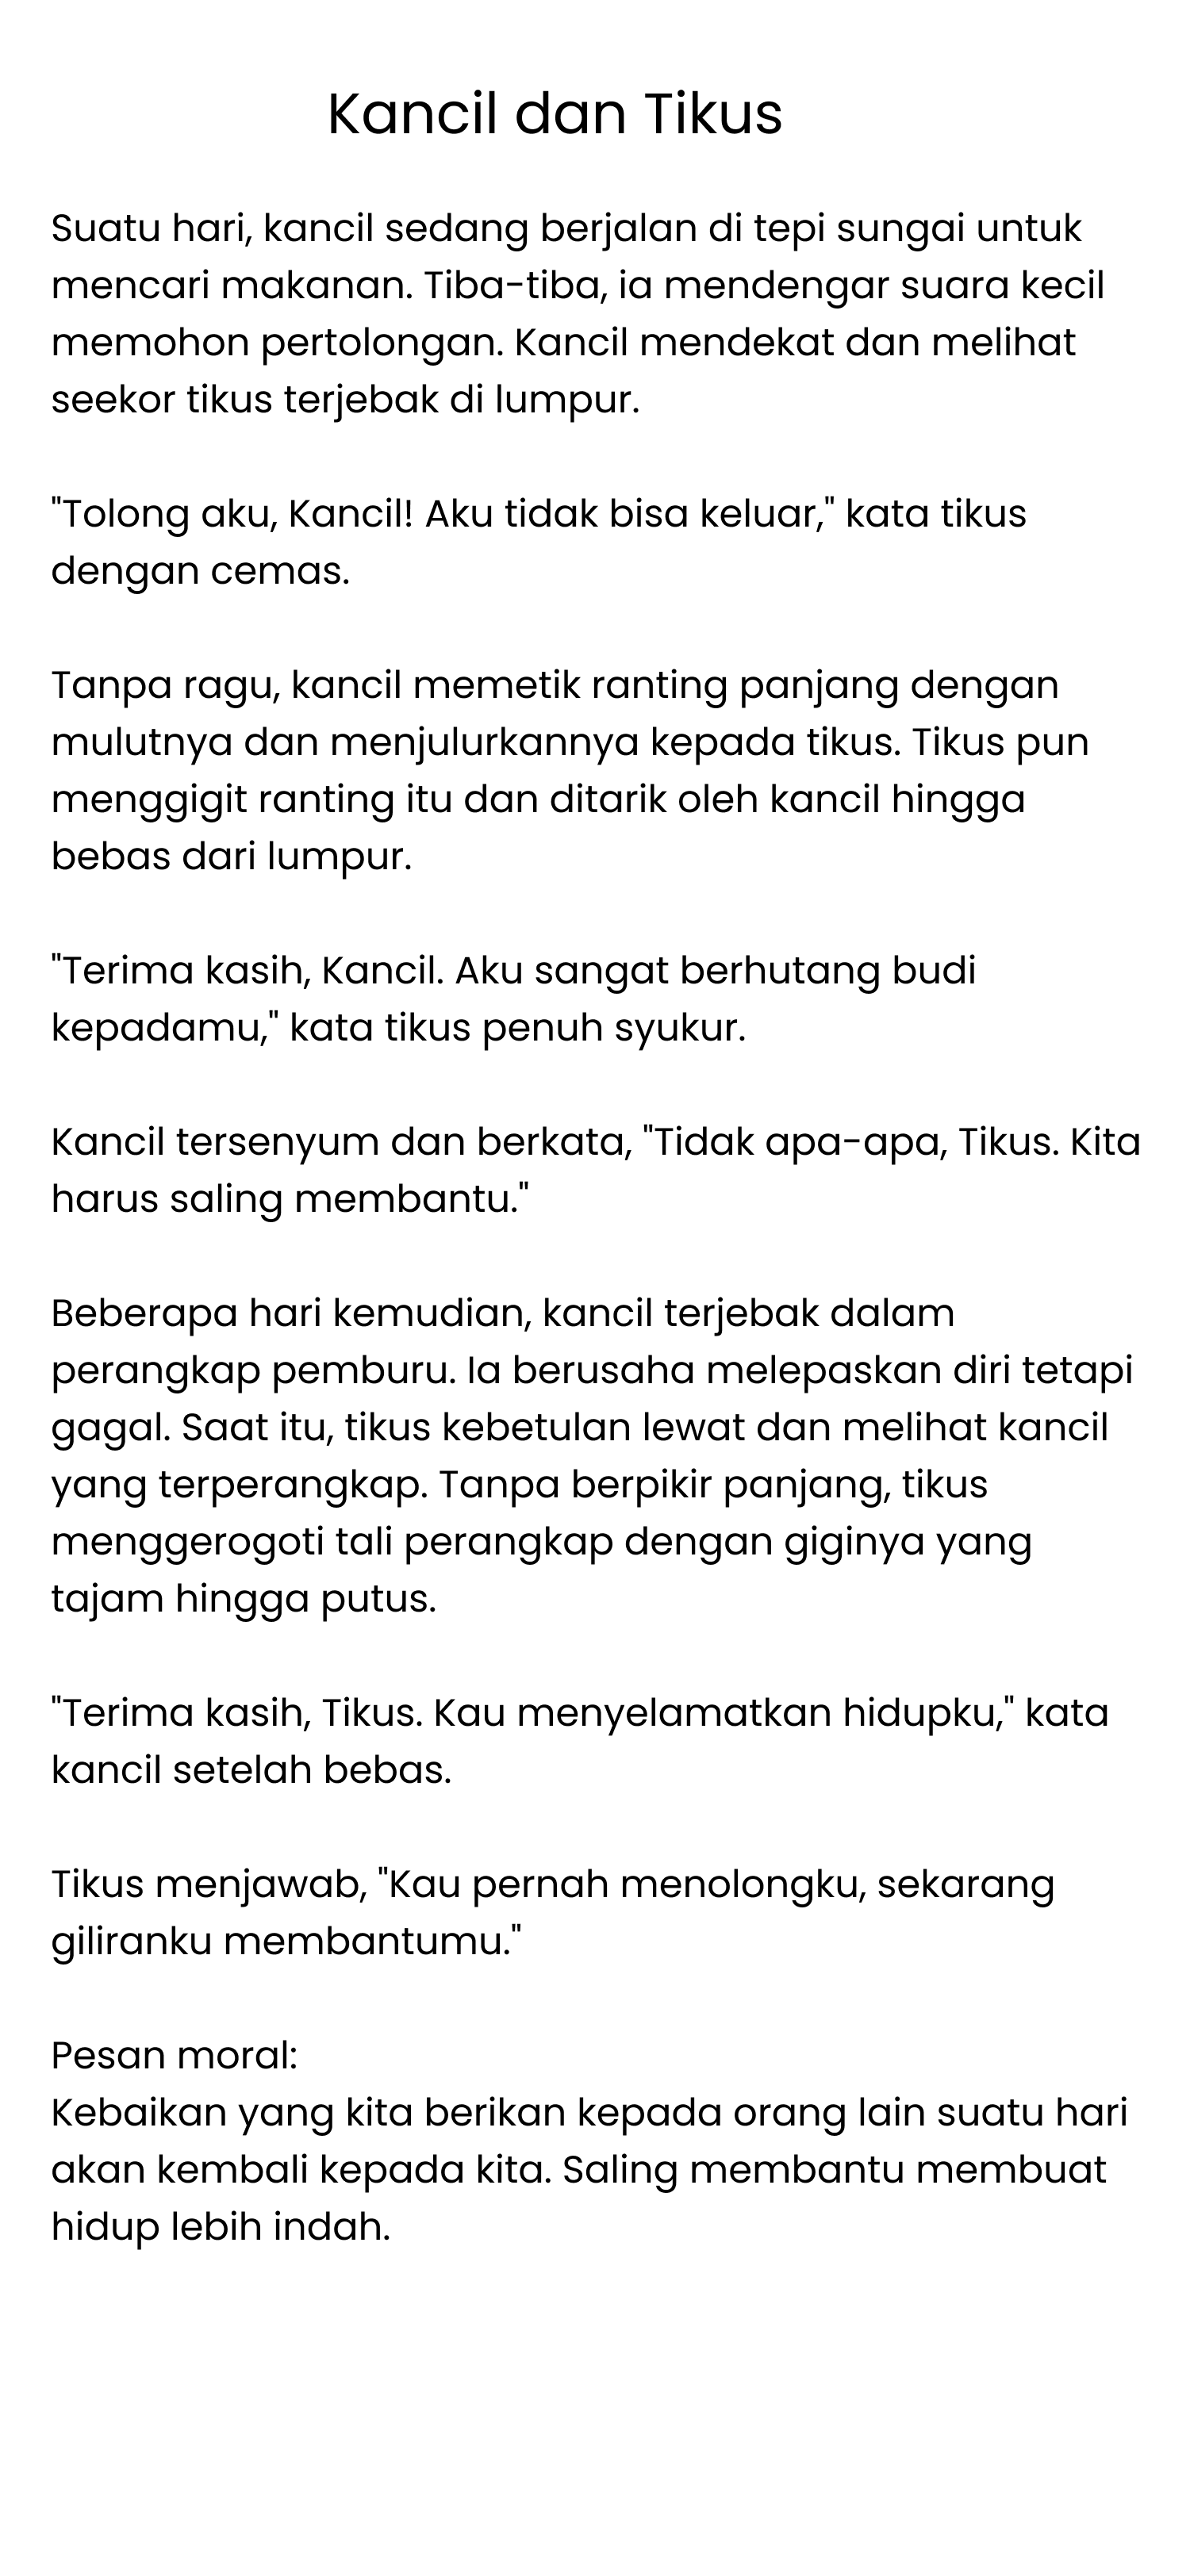 Kancil dan Tikus
Suatu hari, kancil sedang berjalan di tepi sungai untuk
mencari makanan. Tiba-tiba, ia mendengar suara kecil
memohon pertolongan. Kancil mendekat dan melihat
seekor tikus terjebak di lumpur.
"Tolong aku, Kancil! Aku tidak bisa keluar," kata tikus
dengan cemas.
Tanpa ragu, kancil memetik ranting panjang dengan
mulutnya dan menjulurkannya kepada tikus. Tikus pun
menggigit ranting itu dan ditarik oleh kancil hingga
bebas dari lumpur.
"Terima kasih, Kancil. Aku sangat berhutang budi
kepadamu," kata tikus penuh syukur.
Kancil tersenyum dan berkata, "Tidak apa-apa, Tikus. Kita
harus saling membantu."
Beberapa hari kemudian, kancil terjebak dalam
perangkap pemburu. Ia berusaha melepaskan diri tetapi
gagal. Saat itu, tikus kebetulan lewat dan melihat kancil
yang terperangkap. Tanpa berpikir panjang, tikus
menggerogoti tali perangkap dengan giginya yang
tajam hingga putus.
"Terima kasih, Tikus. Kau menyelamatkan hidupku," kata
kancil setelah bebas.
Tikus menjawab, "Kau pernah menolongku, sekarang
giliranku membantumu."
Pesan moral:
Kebaikan yang kita berikan kepada orang lain suatu hari
akan kembali kepada kita. Saling membantu membuat
hidup lebih indah.